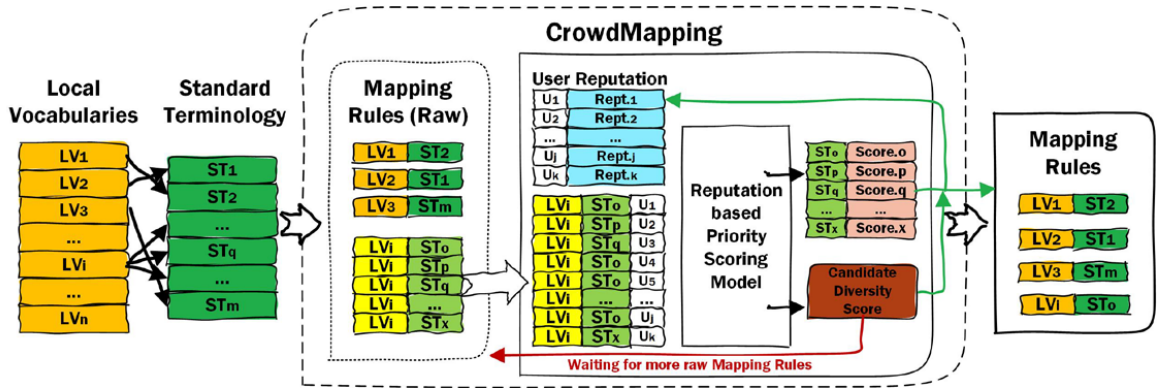 CrowdMapping
Local
Vocabularies
LV1
LV2
LV3
...
LVi
...
LVn
Standard
Terminology
ST1
ST2
...
STq
...
STm
Mapping
Rules (Raw)
LV1 ST2
LV2 ST1
LV3 STm
LVi STo
LVi STp
LVi STq
LVi ...
LVi STx
User Reputation
U1 Rept.1
U2 Rept.2
... ...
Uj Rept.j
Uk Rept.k
LVi STo U1
LVi STp U2
LVi STq U3
LVi STo U4
LVi STo U5
LVi ... ...
LVi STo Uj
LVi STx Uk
Reputation
based
Priority
Scoring
Model
STo Score.o
STp Score.p
STq Score.q
... ...
STx Score.x
Candidate
Diversity
Score
Waiting for more raw Mapping Rules
Mapping
Rules
LV1 ST2
LV2 ST1
LV3 STm
LVi STo